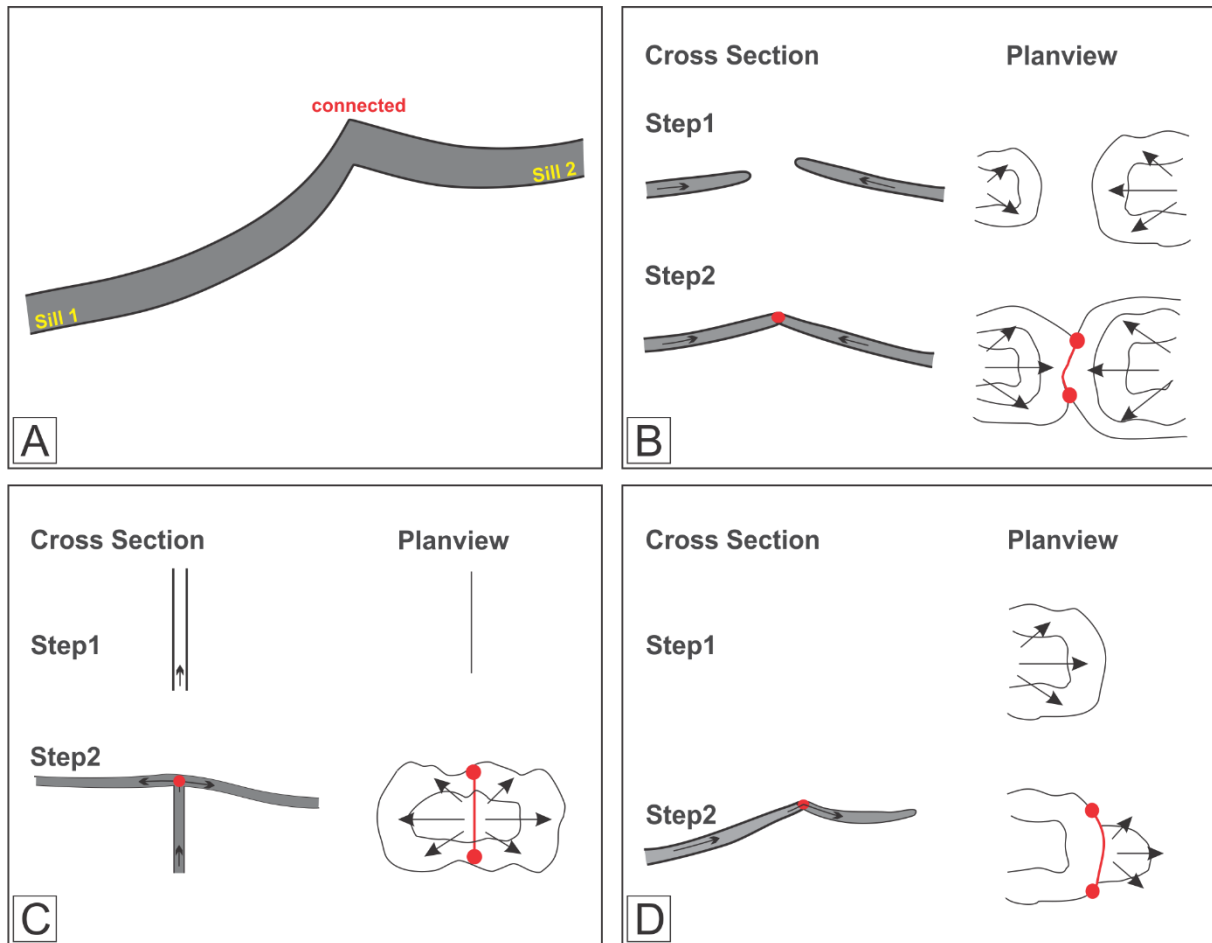 connected
Sill 1
Sill 2
A
Cross Section Planview
Step1
Step2
B
Cross Section Planview
Step1
Step2
C
Cross Section Planview
Step1
Step2
D